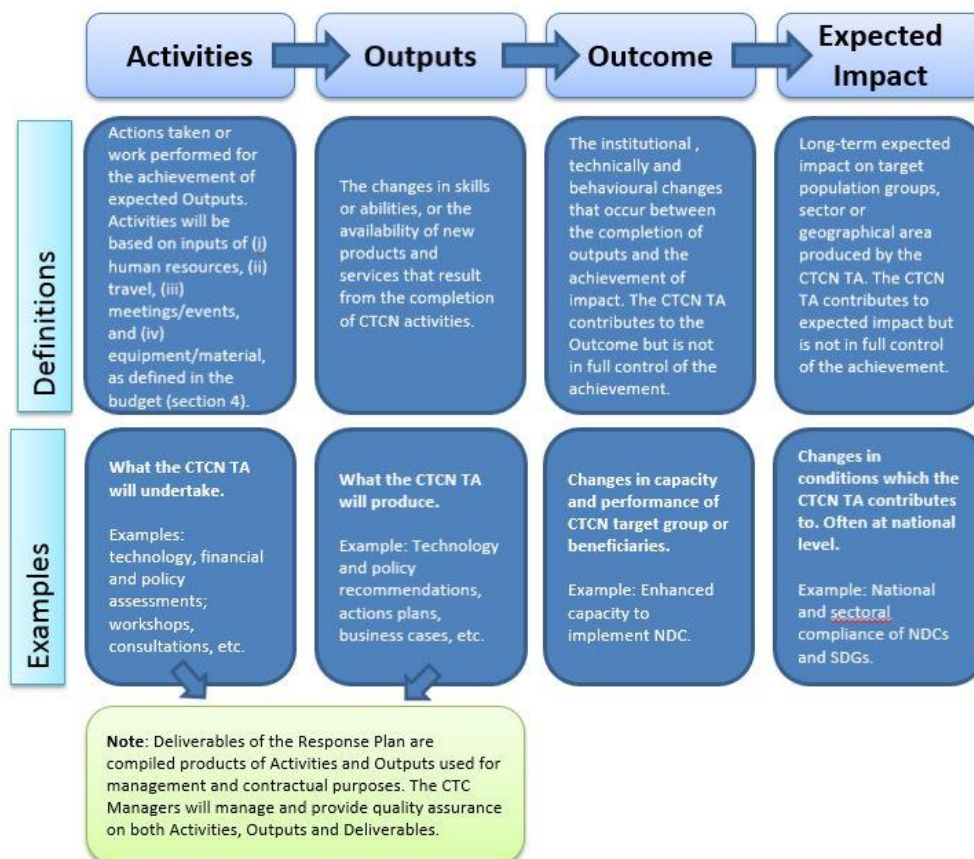 Activities
Outputs
Outcome
Expected
Impact
Definitions
Actions taken or
work performed for
the achievement of
expected Outputs.
Activities will be
based on inputs of (i)
human resources, (ii)
travel, (iii)
meetings/events,
and (iv)
equipment/material,
as defined in the
budget (section 4).
The changes in skills
or abilities, or the
availability of new
products and
services that result
from the completion
of CTCN activities.
The institutional ,
technically and
behavioural changes
that occur between
the completion of
outputs and the
achievement of
impact. The CTCN TA
contributes to the
Outcome but is not
in full control of the
achievement.
Long-term expected
impact on target
population groups,
sector or
geographical area
produced by the
CTCN TA. The CTCN
TA contributes to
expected impact but
is not in full control
of the achievement.
Examples
What the CTCN TA
will undertake.
Examples:
technology, financial
and policy
assessments;
workshops,
consultations, etc.
What the CTCN TA
will produce.
Example: Technology
and policy
recommendations,
actions plans,
business cases, etc.
Changes in capacity
and performance of
CTCN target group or
beneficiaries.
Example: Enhanced
capacity to
implement NDC.
Changes in
conditions which the
CTCN TA contributes
to. Often at national
level.
Example: National
and sectoral
compliance of NDCs
and SDGs.
Note: Deliverables of the Response Plan are
compiled products of Activities and Outputs used for
management and contractual purposes. The CTC
Managers will manage and provide quality assurance
on both Activities, Outputs and Deliverables.